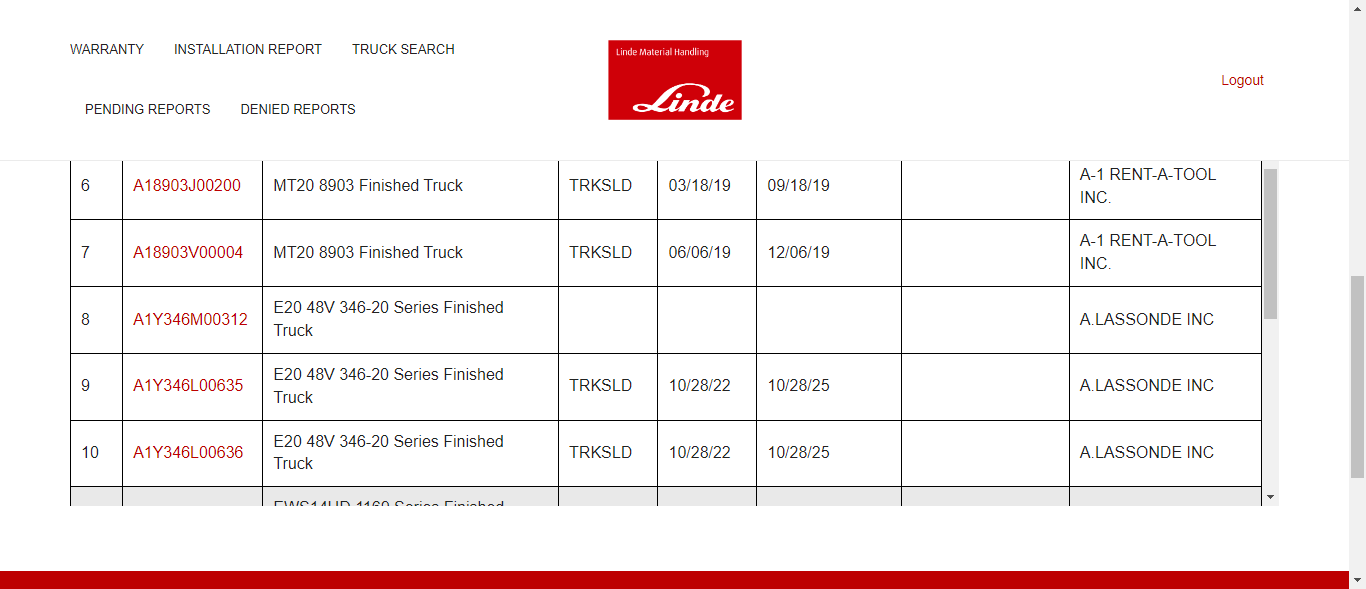 WARRANTY INSTALLATION REPORT TRUCK SEARCH
Linde Material Handling
Linde
Logout
PENDING REPORTS DENIED REPORTS
6 A18903J00200 MT20 8903 Finished Truck TRKSLD 03/18/19 09/18/19 A-1 RENT-A-TOOL
INC.
7 A18903V00004 MT20 8903 Finished Truck TRKSLD 06/06/19 12/06/19 A-1 RENT-A-TOOL
INC.
8 A1Y346M00312 E20 48V 346-20 Series Finished
Truck A.LASSONDE INC
9 A1Y346L00635 E20 48V 346-20 Series Finished
Truck TRKSLD 10/28/22 10/28/25 A.LASSONDE INC
10 A1Y346L00636 E20 48V 346-20 Series Finished
Truck TRKSLD 10/28/22 10/28/25 A.LASSONDE INC
EWS14HD 1160 Series Finished